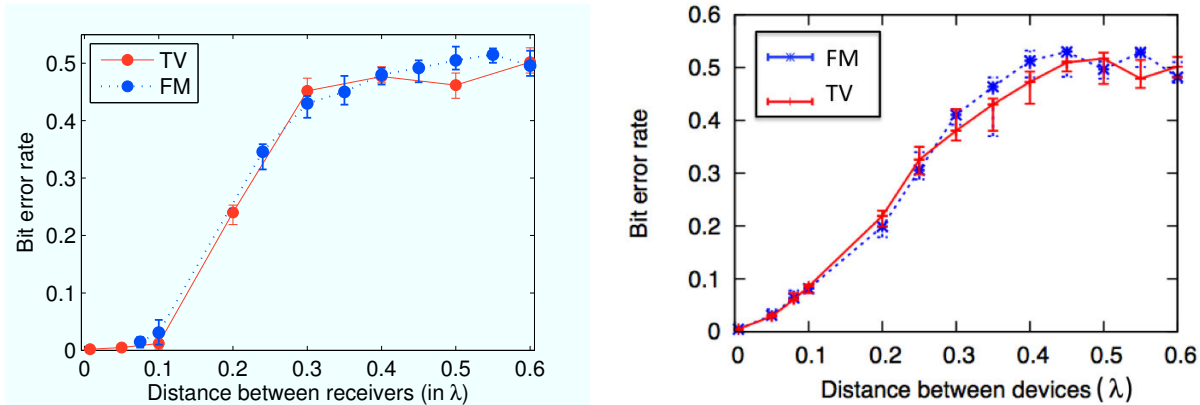 TV
FM
0.5
0.4
0.3
0.2
0.1
0
Bit error rate
0 0.1 0.2 0.3 0.4 0.5 0.6
Distance between receivers (in λ)
FM
TV
0.6
0.5
0.4
0.3
0.2
0.1
0
Bit error rate
0 0.1 0.2 0.3 0.4 0.5 0.6
Distance between devices (λ)